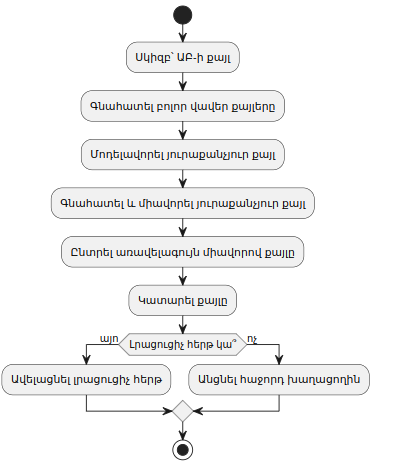 Սկիզբ՝ ԱԲ-ի քայլ
Գնահատել բոլոր վավեր քայլերը
Մոդելավորել յուրաքանչյուր քայլ
Գնահատել և միավորել յուրաքանչյուր քայլ
Ընտրել առավելագույն միավորով քայլը
Կատարել քայլը
այո
Լրացուցիչ հերթ կա՞
ոչ
Ավելացնել լրացուցիչ հերթ
Անցնել հաջորդ խաղացողին